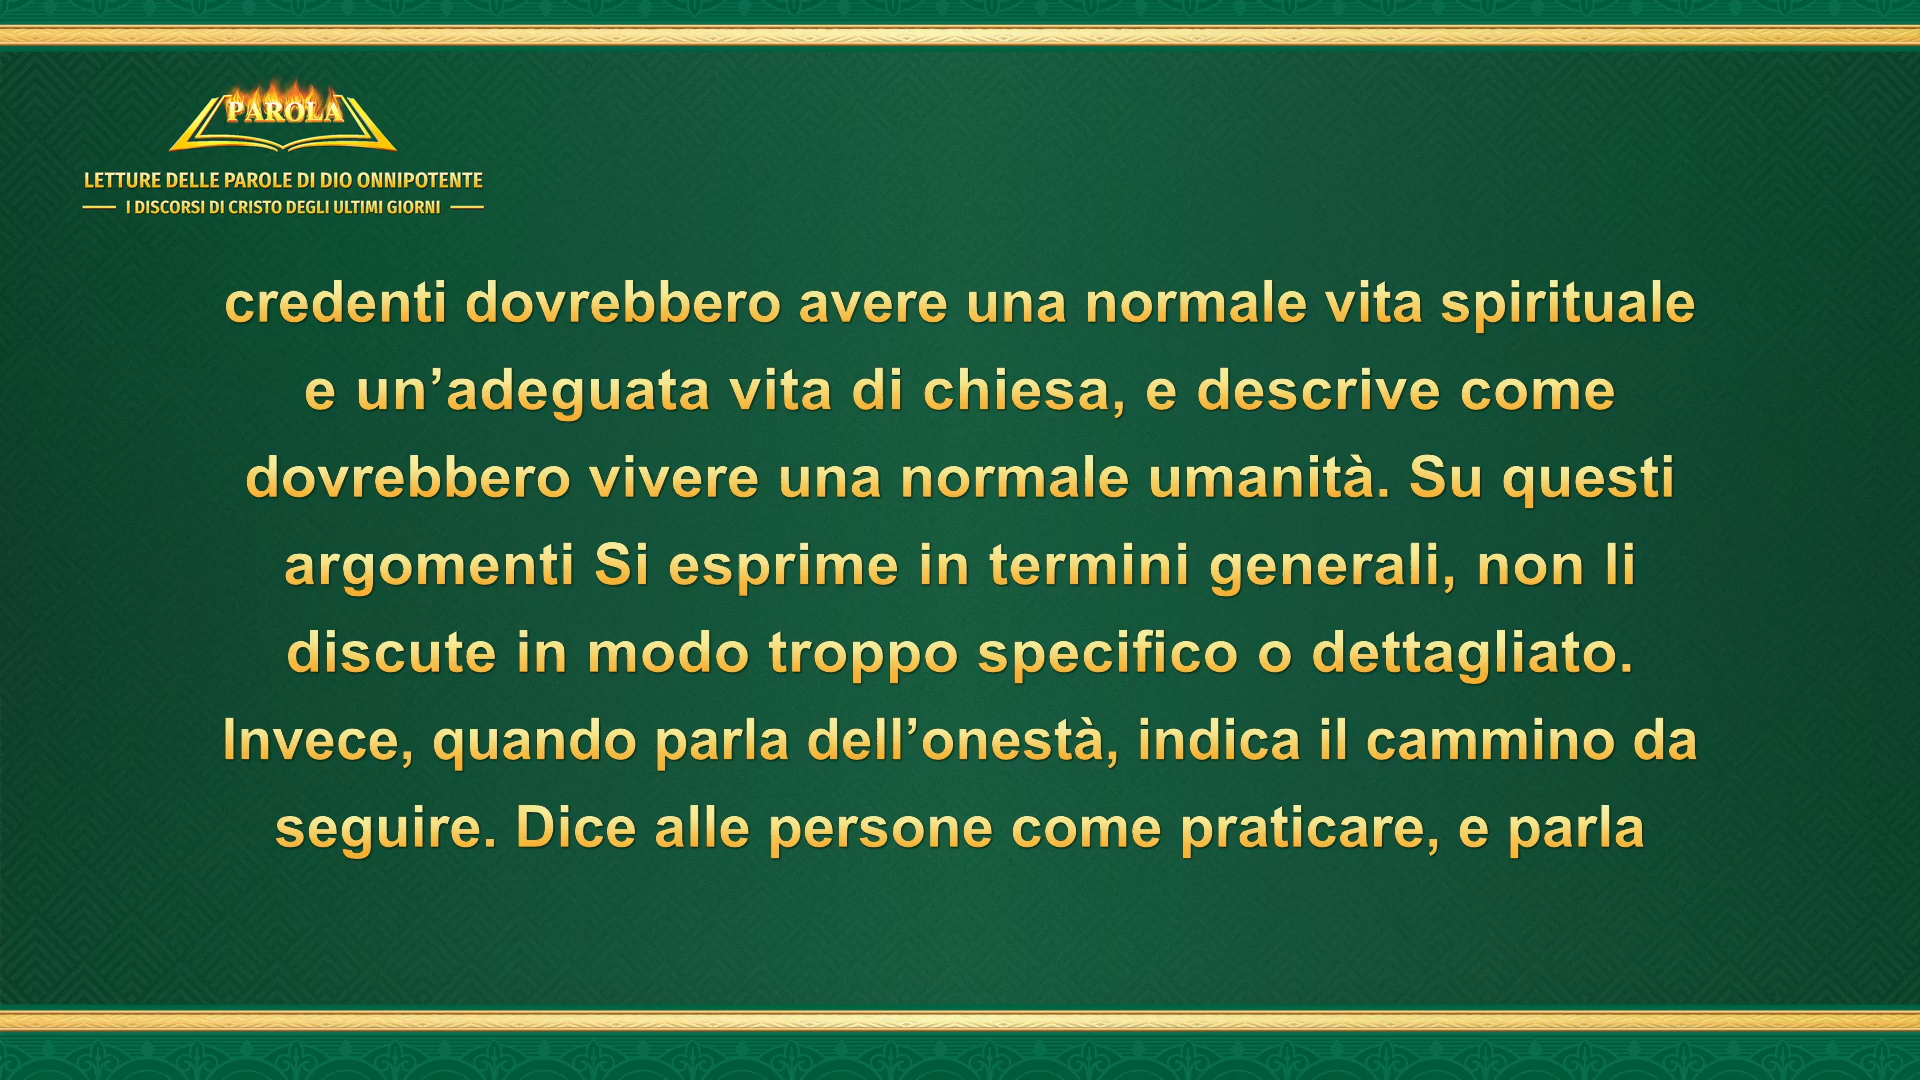 PAROLA
LETTURE DELLE PAROLE DI DIO ONNIPOTENTE
I DISCORSI DI CRISTO DEGLI ULTIMI GIORNI
credenti dovrebbero avere una normale vita spirituale
e un’adeguata vita di chiesa, e descrive come
dovrebbero vivere una normale umanità. Su questi
argomenti Si esprime in termini generali, non li
discute in modo troppo specifico o dettagliato.
Invece, quando parla dell’onestà, indica il cammino da
seguire. Dice alle persone come praticare, e parla